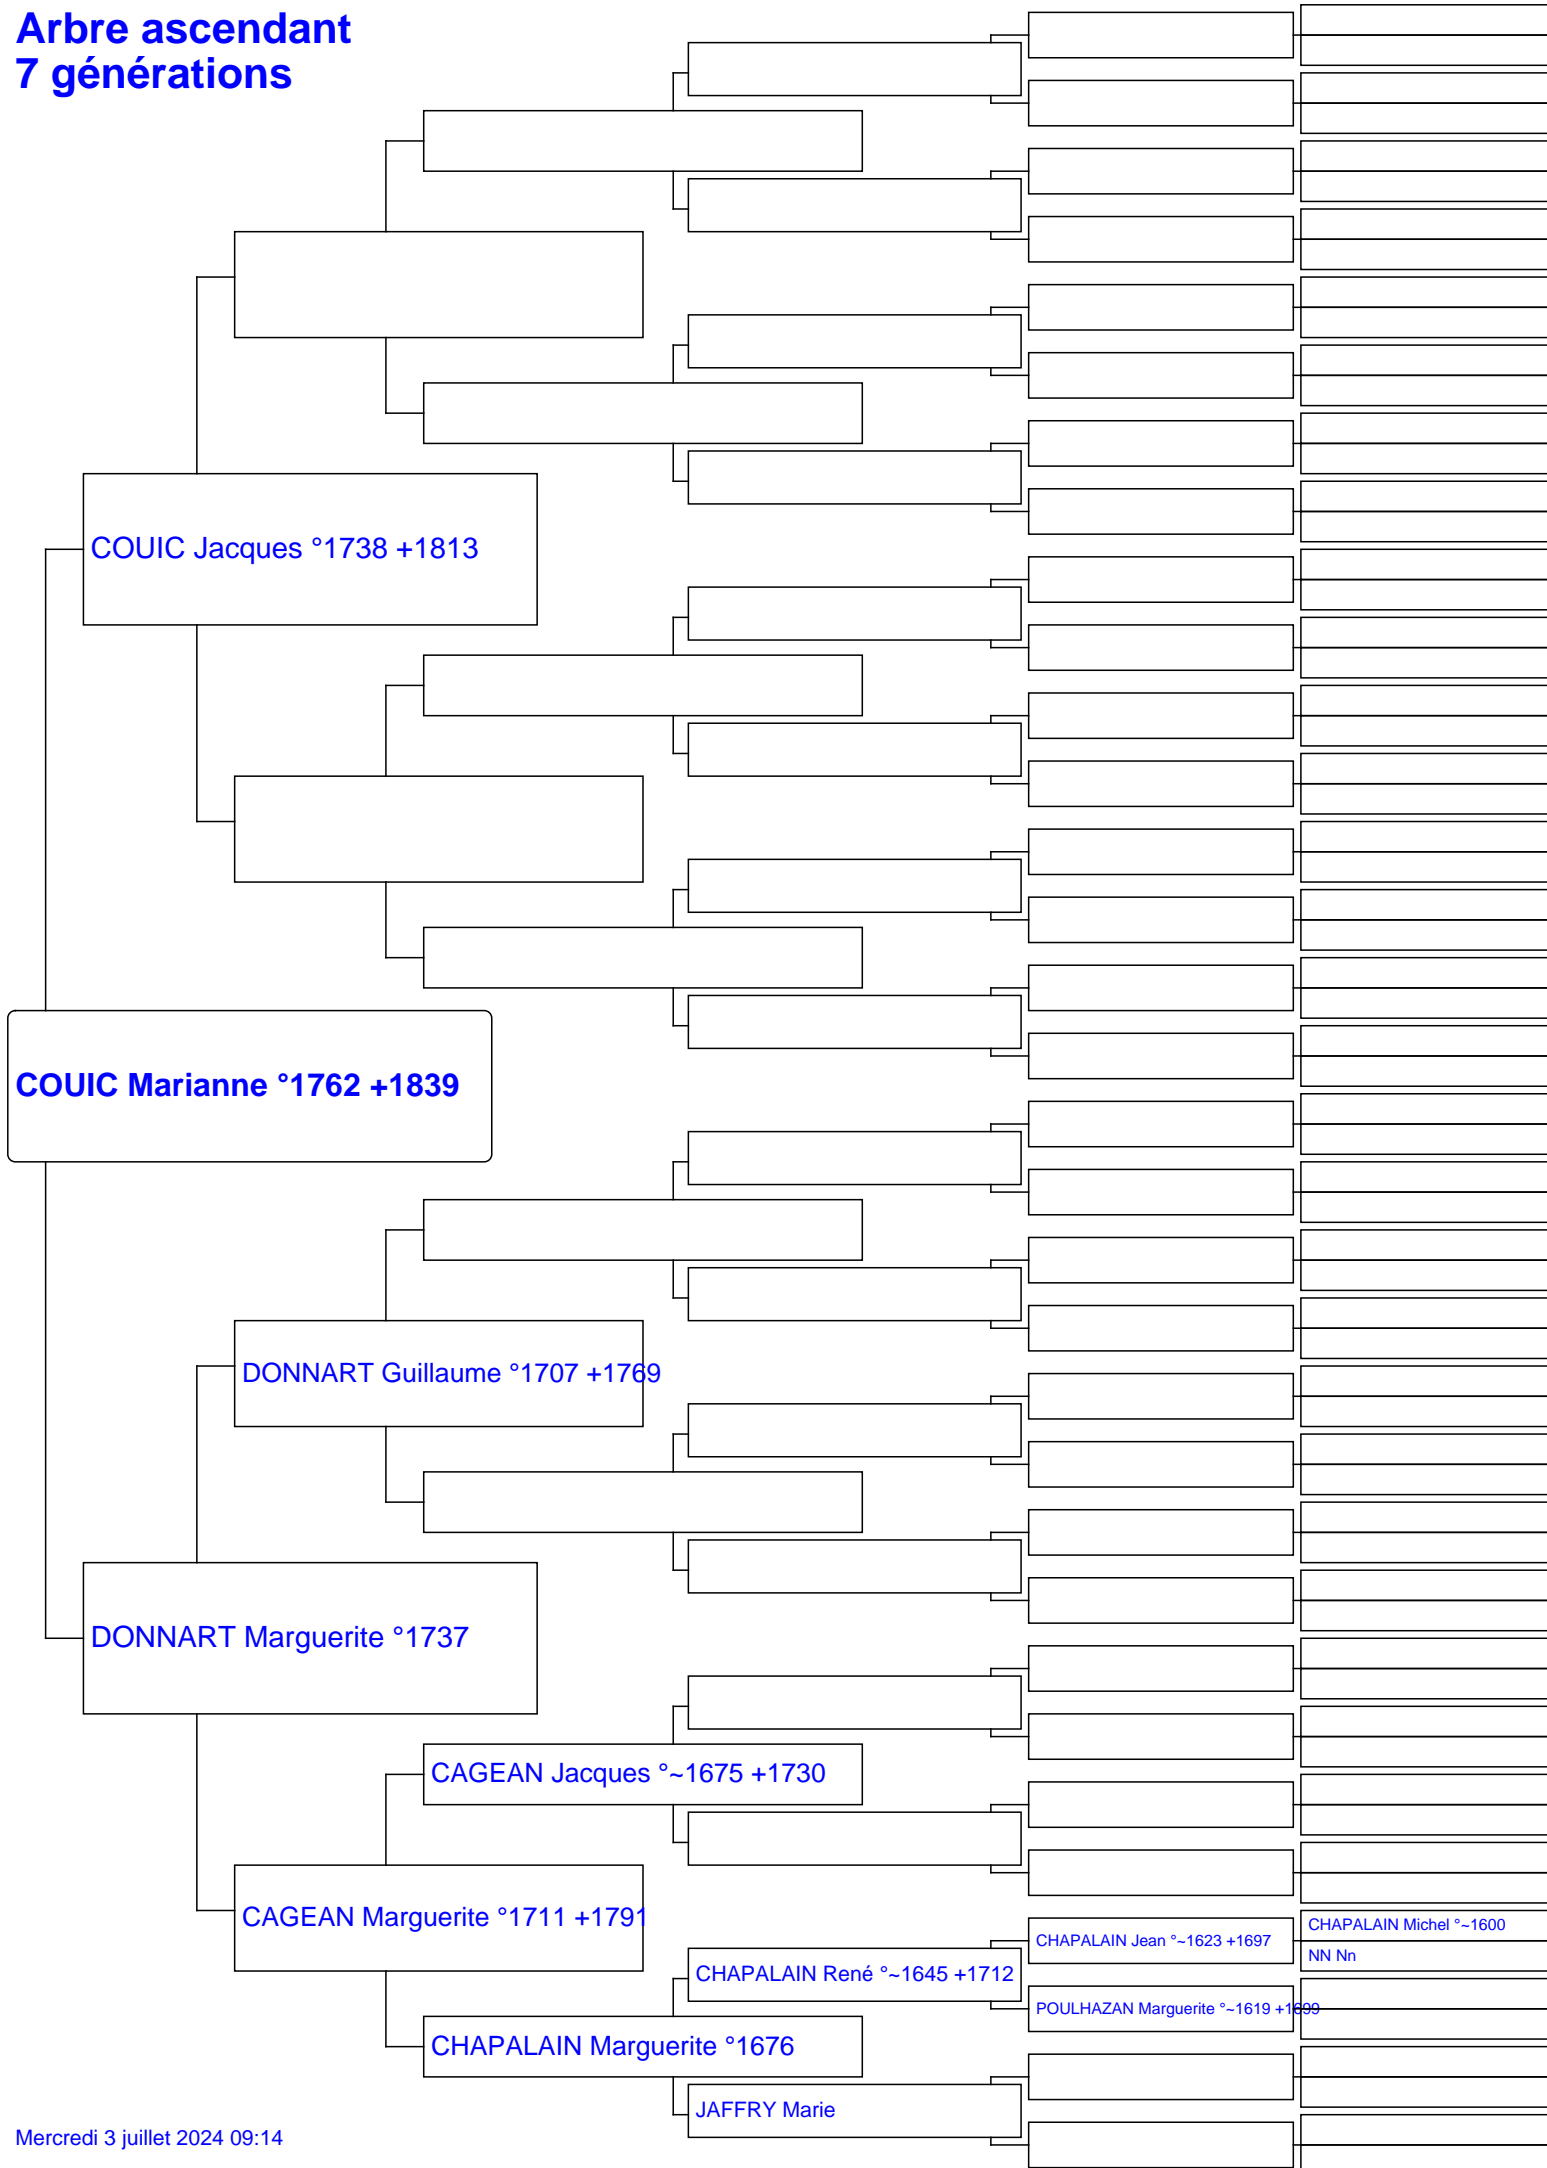 Arbre ascendant
7 générations
COUIC Jacques °1738 +1813
COUIC Marianne °1762 +1839
DONNART Guillaume °1707 +1769
DONNART Marguerite °1737
CAGEAN Jacques °~1675 +1730
CAGEAN Marguerite °1711 +1791
CHAPALAIN Michel °~1600
CHAPALAIN Jean °~1623 +1697
NN Nn
CHAPALAIN René °~1645 +1712
POULHAZAN Marguerite °~1619 +1699
CHAPALAIN Marguerite °1676
JAFFRY Marie
Mercredi 3 juillet 2024 09:14